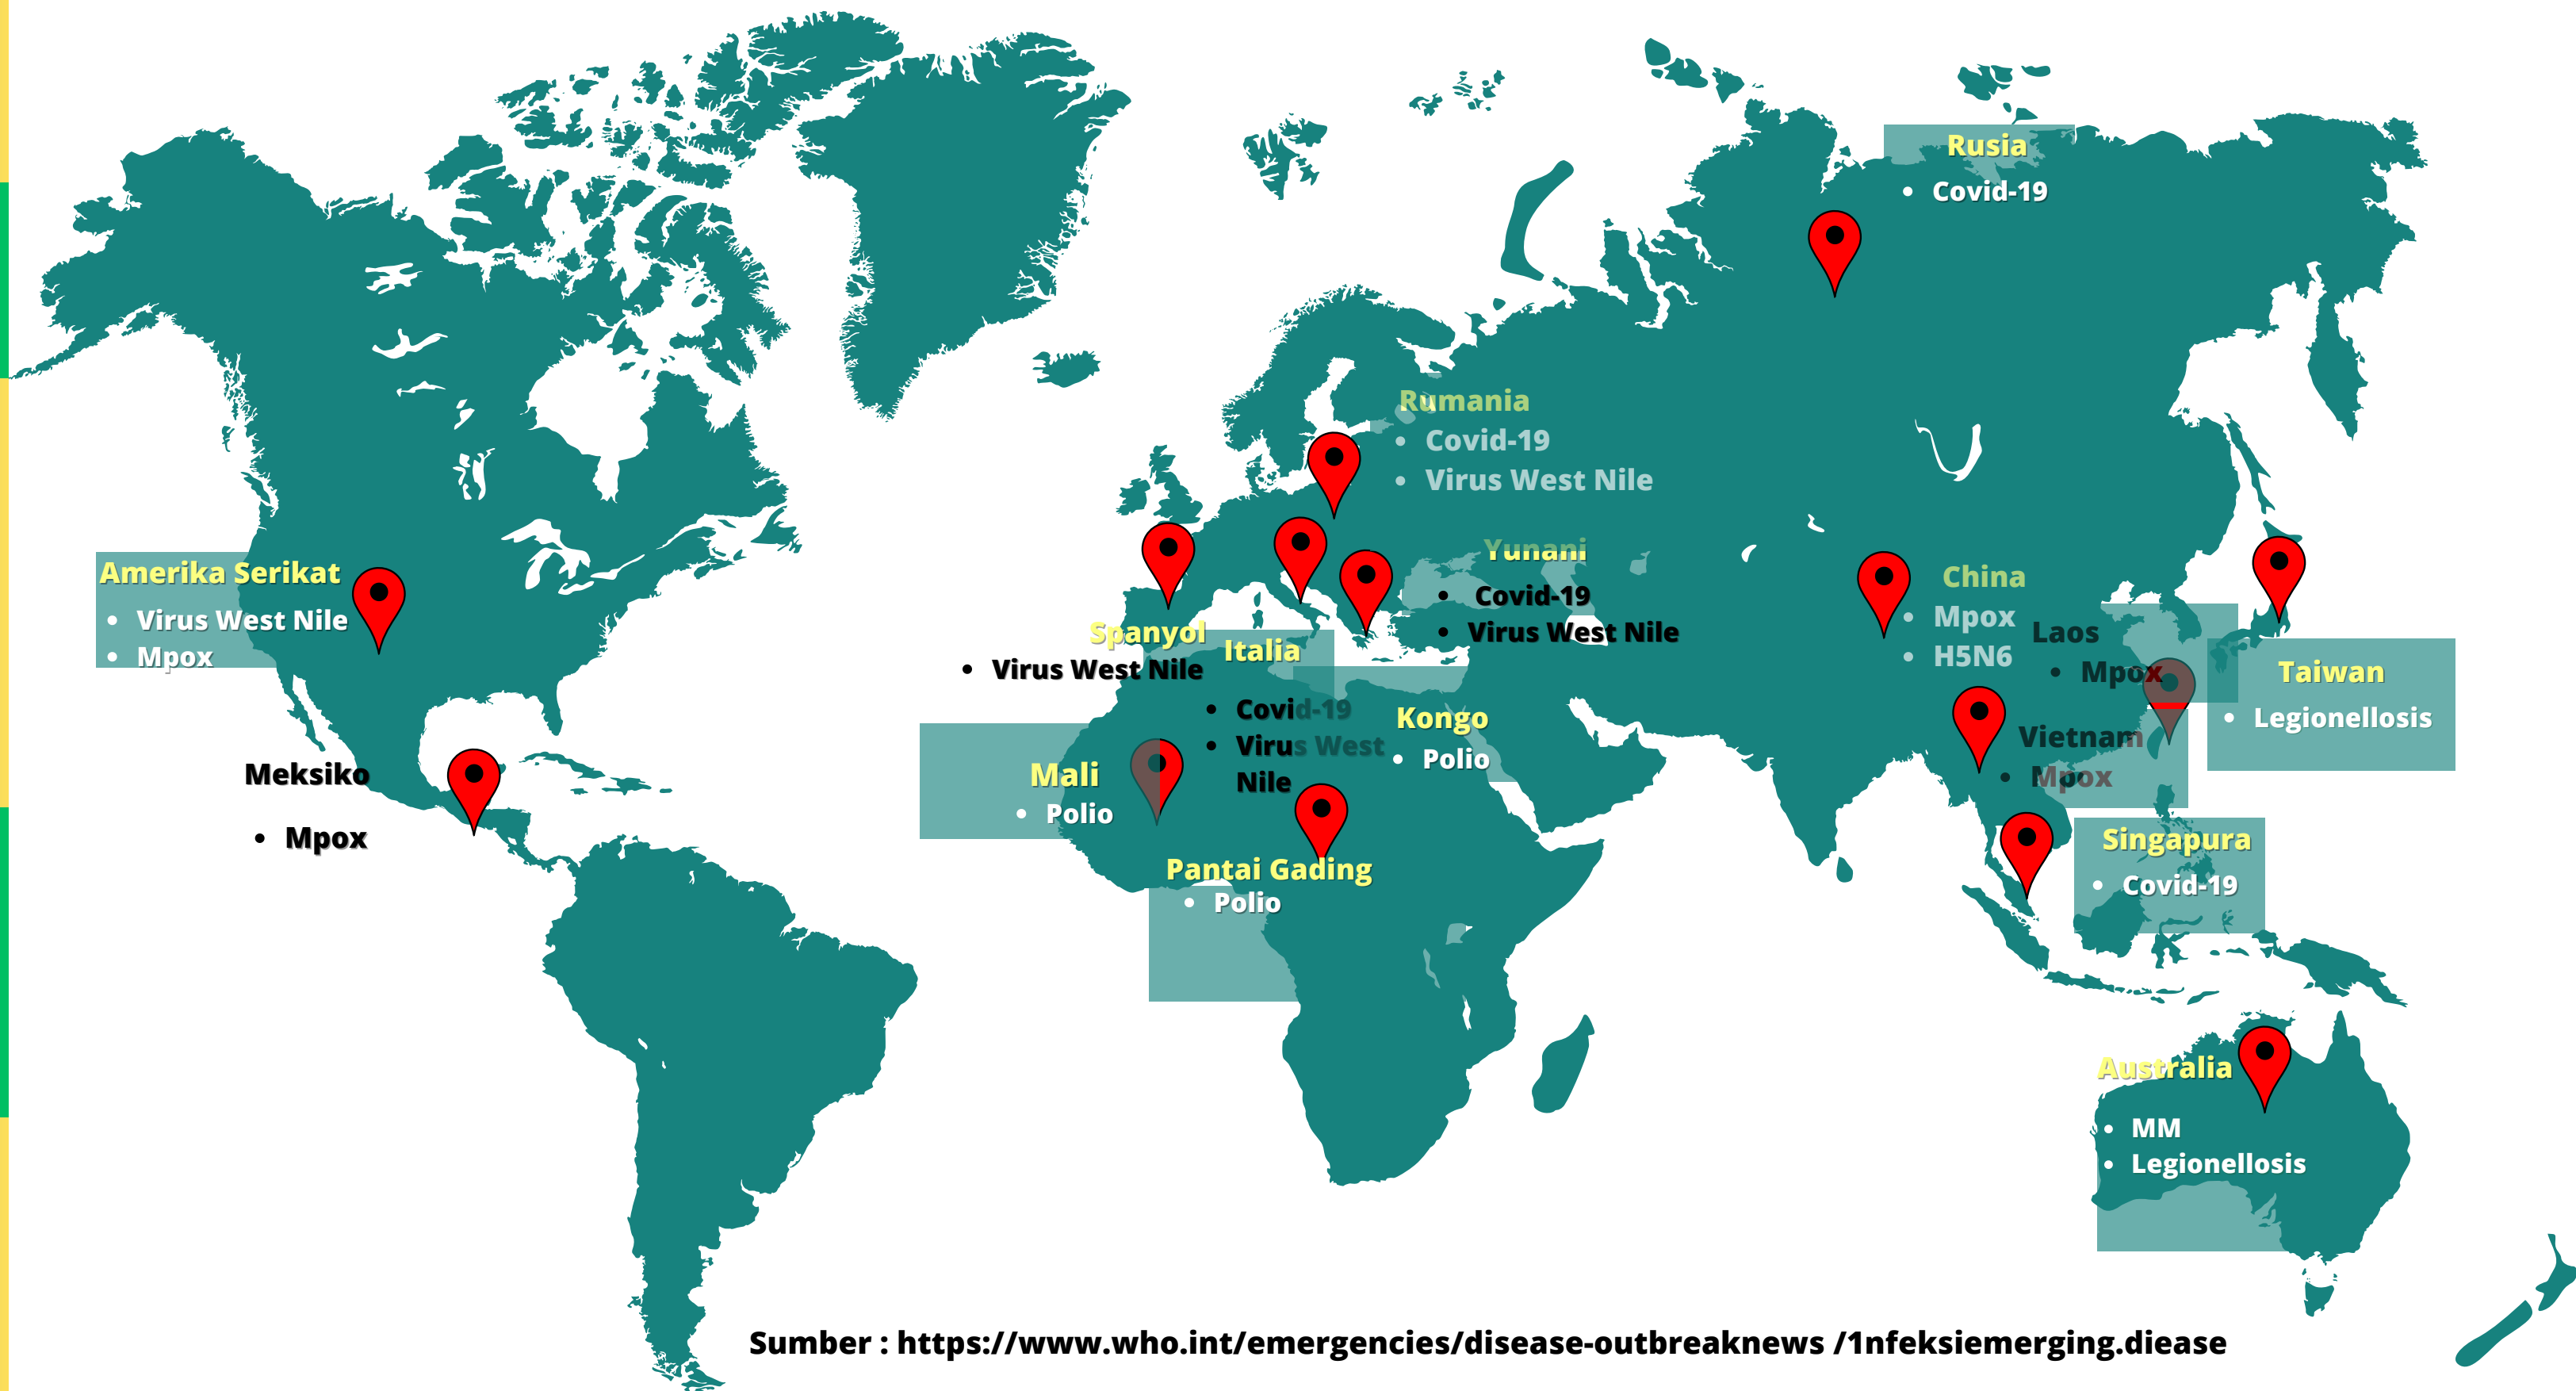 Rusia
• Covid-19
Rumania
• Covid-19
• Virus West Nile
Yunani
• Covid-19
• Virus West Nile
Amerika Serikat
• Virus West Nile
• Mpox
Spanyol
• Virus West Nile
Italia
• Covid-19
• Virus West
Nile
China
• Mpox
• H5N6
Laos
• Mpox
Taiwan
• Legionellosis
Kongo
• Polio
Vietnam
• Mpox
Meksiko
• Mpox
Mali
• Polio
Pantai Gading
• Polio
Singapura
• Covid-19
Australia
• MM
• Legionellosis
Sumber : https://www.who.int/emergencies/disease-outbreaknews /1nfeksiemerging.diease